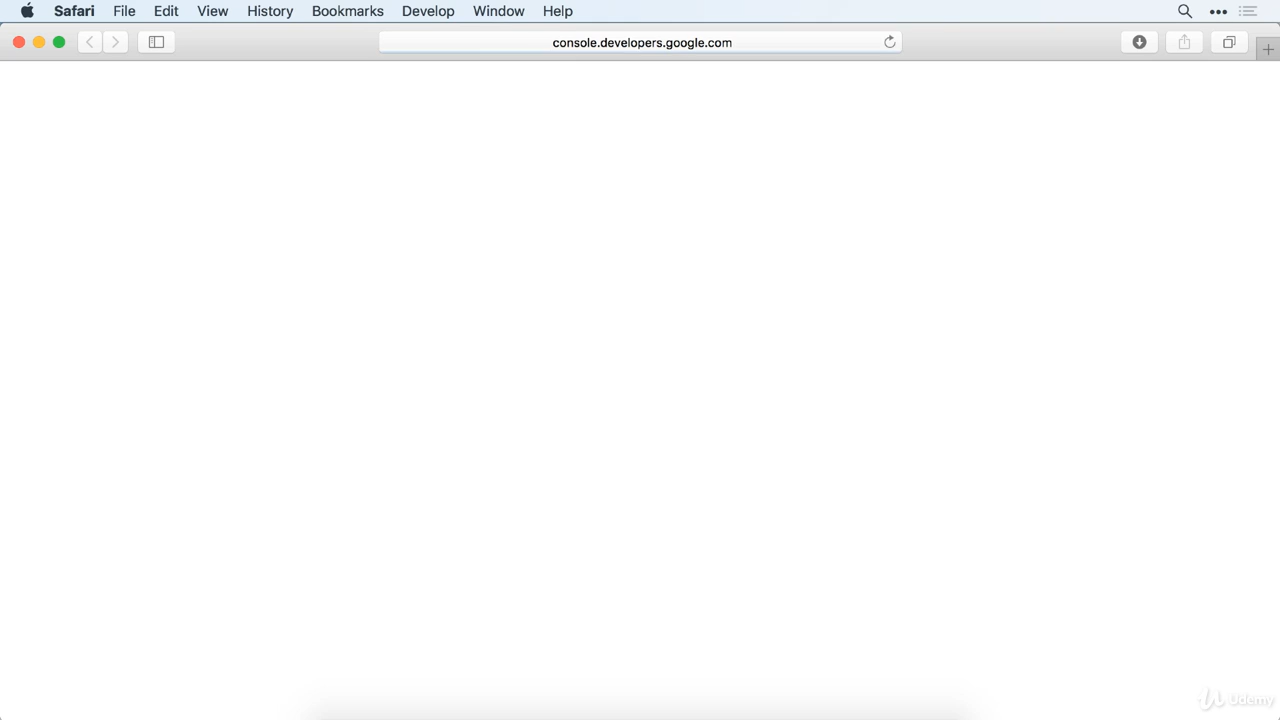 Safari File Edit View History Bookmarks Develop Window Help
console.developers.google.com
Udemy